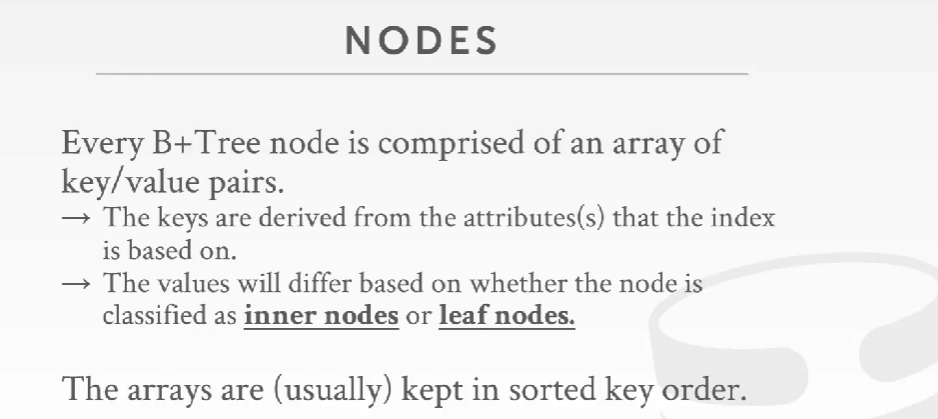 NODES
Every B+Tree node is comprised of an array of
key/value pairs.
→ The keys are derived from the attributes(s) that the index
is based on.
→ The values will differ based on whether the node is
classified as inner nodes or leaf nodes.
The arrays are (usually) kept in sorted key order.